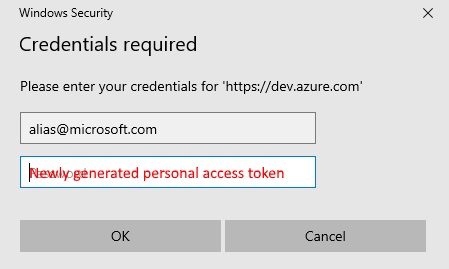 Windows Security
Credentials required
Please enter your credentials for 'https://dev.azure.com'
alias@microsoft.com
Newly generated personal access token
OK
Cancel